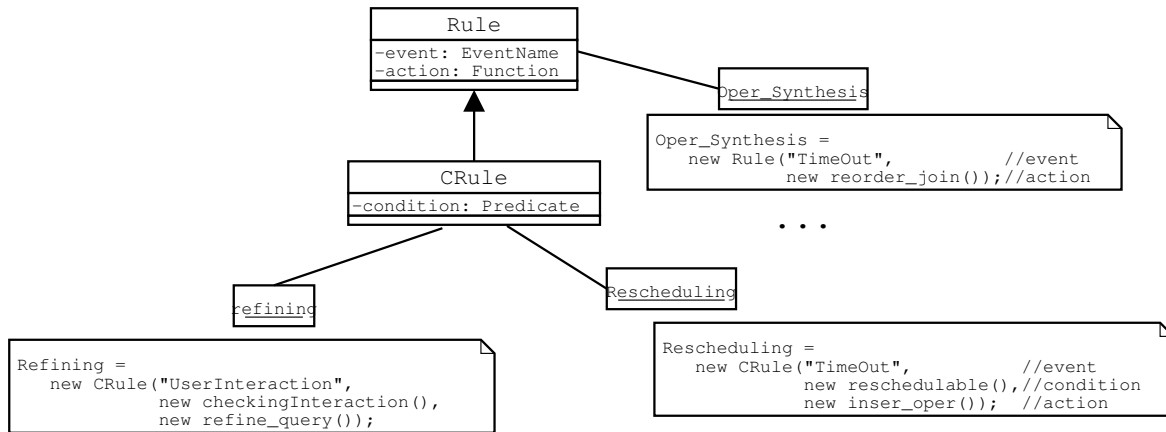 Rule
-event: EventName
-action: Function
Oper_Synthesis
Oper_Synthesis =
new Rule("TimeOut", //event
new reorder_join());//action
CRule
-condition: Predicate
...
refining
Rescheduling
Refining =
new CRule("UserInteraction",
new checkingInteraction(),
new refine_query());
Rescheduling =
new CRule("TimeOut", //event
new reschedulable(),//condition
new inser_oper()); //action